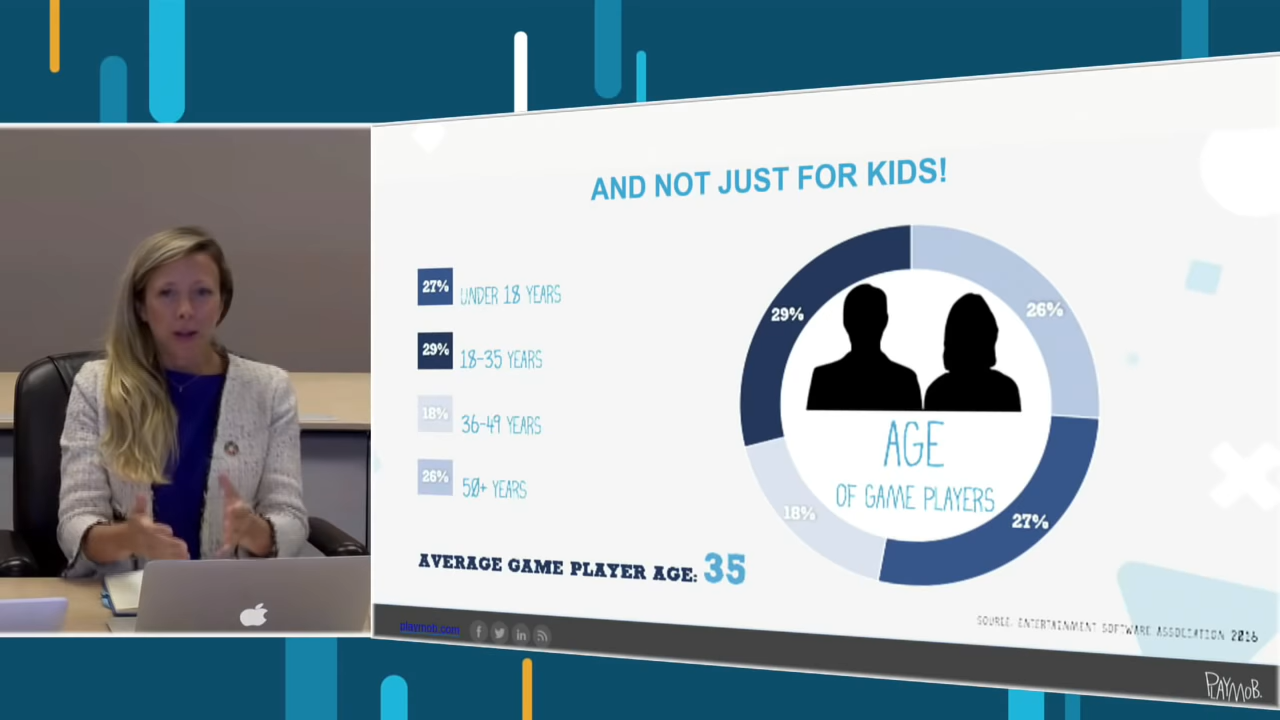 AND NOT JUST FOR KIDS!
27% UNDER 18 YEARS
29% 18-35 YEARS
18% 36-49 YEARS
26% 50+ YEARS
AVERAGE GAME PLAYER AGE: 35
29%
26%
18%
27%
AGE
OF GAME PLAYERS
SOURCE: ENTERTAINMENT SOFTWARE ASSOCIATION 2016
playmob.com
PLAYMOB.